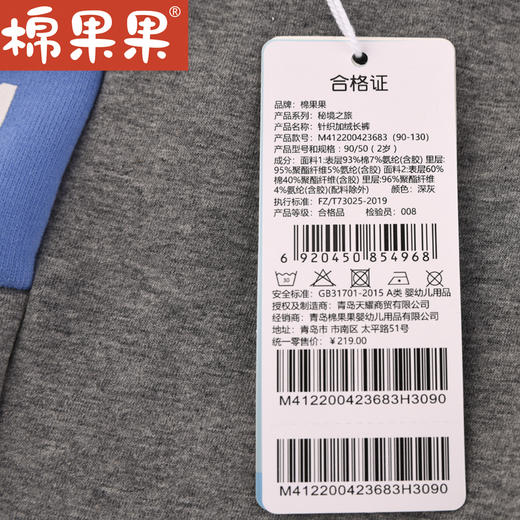 棉果果®
合格证
品牌：棉果果
产品系列：秘境之旅
产品名称：针织加绒长裤
产品款号：M412200423683 (90-130)
产品型号和规格：90/50 (2岁)
成分：面料1:表层93%棉7%氨纶(含胶) 里层:
95%聚酯纤维5%氨纶(含胶) 面料2:表层60%
棉40%聚酯纤维(含胶) 里层:96%聚酯纤维
4%氨纶(含胶)(配料除外) 颜色：深灰
执行标准：FZ/T73025-2019
产品等级：合格品 检验员：008
6 920450 854968
30
安全标准：GB31701-2015 A类 婴幼儿用品
授权及制造商：青岛天耀商贸有限公司
经销商：青岛棉果果婴幼儿用品有限公司
地址：青岛市 市南区 太平路51号
统一零售价：￥219.00
M412200423683H3090
M412200423683H3090